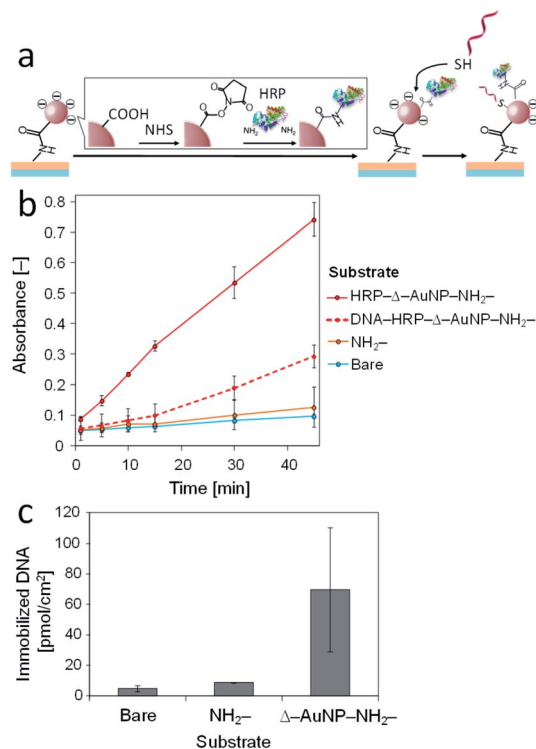 a
SH
COOH
NHS
O
N
O
O
O
HRP
NH2
NH2
O
N
H
O
N
H
O
N
H
S
b
Absorbance [–]
0.8
0.7
0.6
0.5
0.4
0.3
0.2
0.1
0
0 10 20 30 40
Time [min]
Substrate
HRP–Δ–AuNP–NH₂–
DNA–HRP–Δ–AuNP–NH₂–
NH₂–
Bare
c
Immobilized DNA
[pmol/cm²]
120
100
80
60
40
20
0
Bare NH₂– Δ–AuNP–NH₂–
Substrate